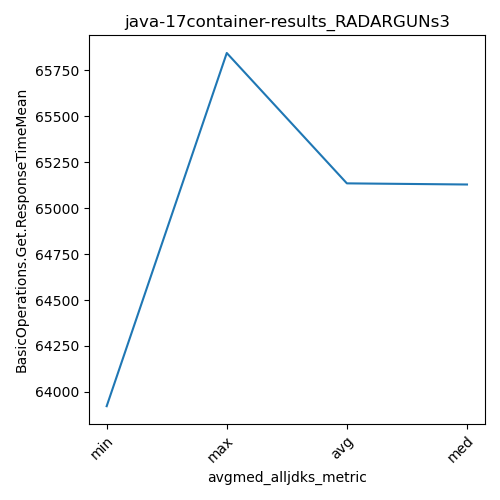 java-17container-results_RADARGUNs3
BasicOperations.Get.ResponseTimeMean
65750
65500
65250
65000
64750
64500
64250
64000
min
max
avg
med
avgmed_alljdks_metric